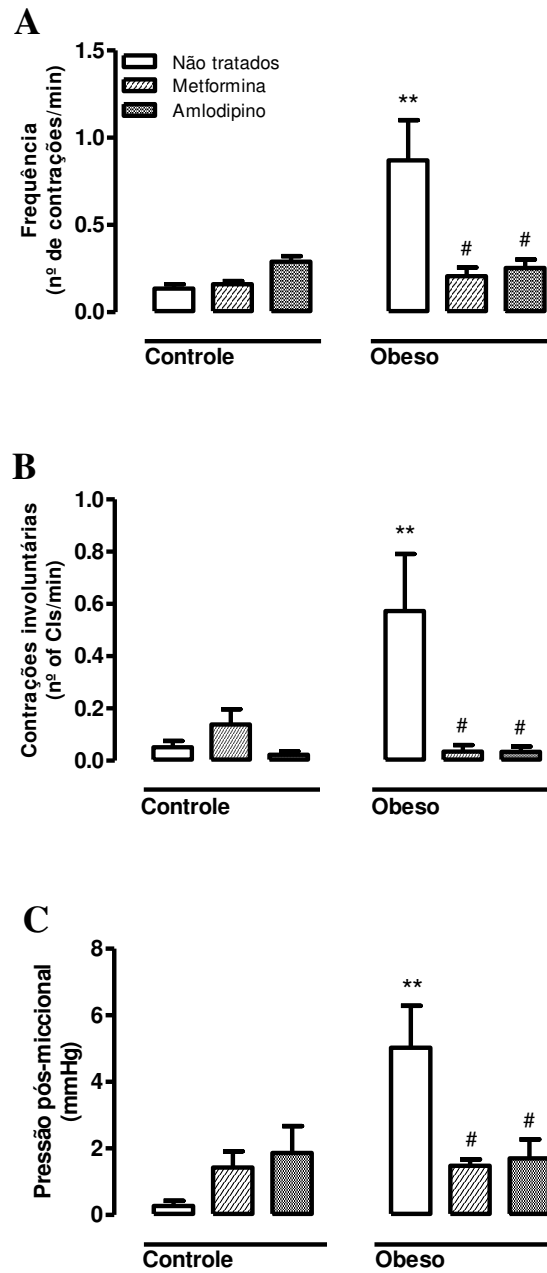 A
Frequência
(nº de contrações/min)
1.5
1.0
0.5
0.0
Não tratados
Metformina
Amlodipino
**
#
#
Controle
Obeso
B
Contrações involuntárias
(nº of CIs/min)
1.0
0.8
0.6
0.4
0.2
0.0
**
#
#
Controle
Obeso
C
Pressão pós-miccional
(mmHg)
8
6
4
2
0
**
#
#
Controle
Obeso